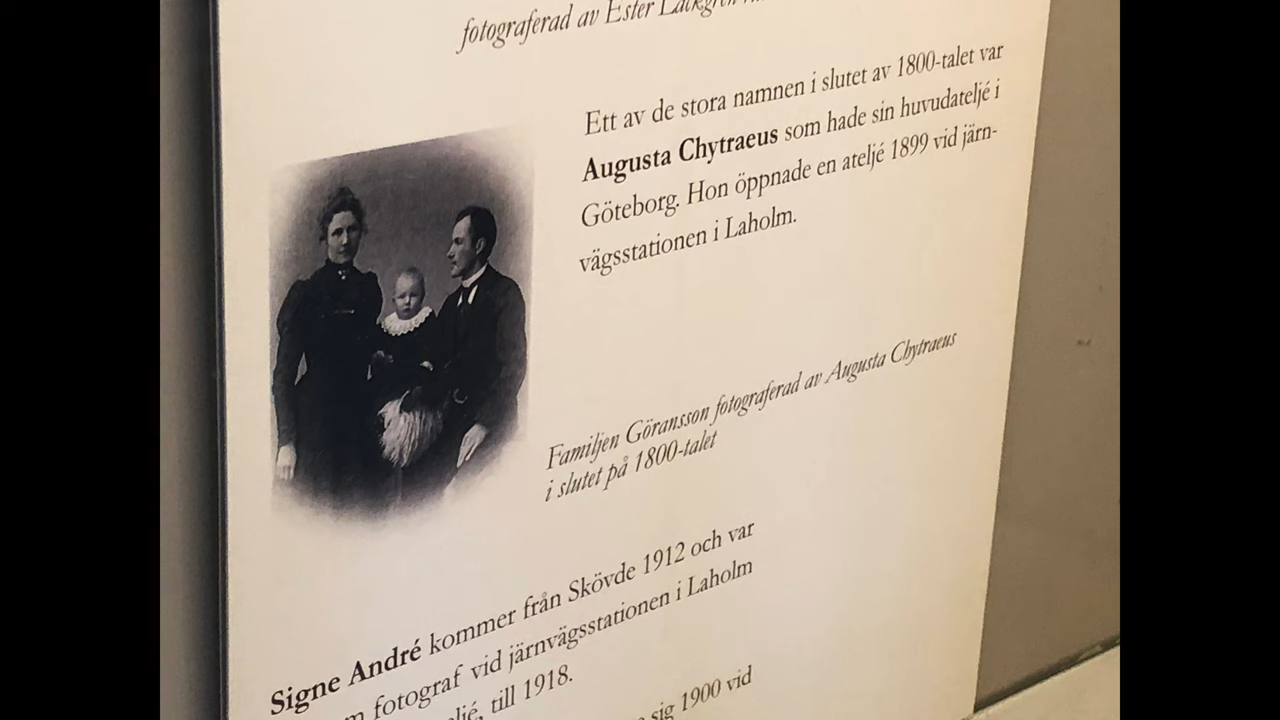 fotograferad av Ester Läckgren
Ett av de stora namnen i slutet av 1800-talet var
Augusta Chytraeus som hade sin huvudateljé i
Göteborg. Hon öppnade en ateljé 1899 vid järn-
vägsstationen i Laholm.
Familjen Göransson fotograferad av Augusta Chytraeus
i slutet på 1800-talet
Signe André kommer från Skövde 1912 och var
fotograf vid järnvägsstationen i Laholm
till 1918.
sig 1900 vid